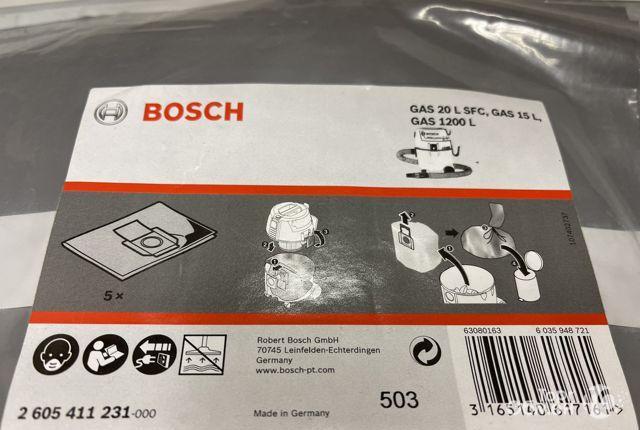 BOSCH
GAS 20 L SFC, GAS 15 L,
GAS 1200 L
5 ×
107402737
Robert Bosch GmbH
70745 Leinfelden-Echterdingen
Germany
www.bosch-pt.com
63080163 6 035 948 721
2 605 411 231-000
Made in Germany
503